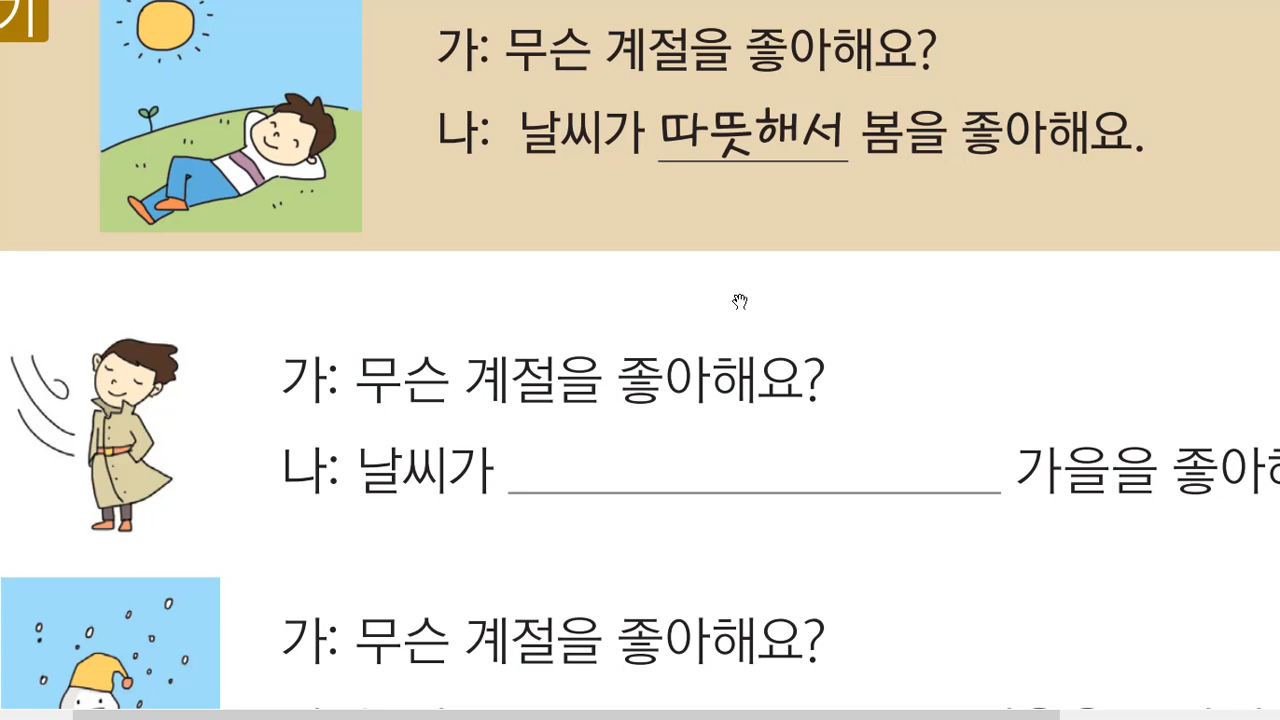 기
가: 무슨 계절을 좋아해요?
나: 날씨가 따뜻해서 봄을 좋아해요.
가: 무슨 계절을 좋아해요?
나: 날씨가 가을을 좋아해
가: 무슨 계절을 좋아해요?